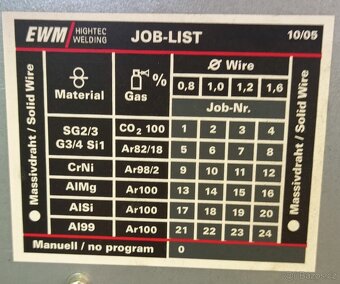 EWM HIGHTEC WELDING JOB-LIST 10/05
Massivdraht / Solid Wire
Material
Gas %
Ø Wire
0,8 1,0 1,2 1,6
Job-Nr.
SG2/3
G3/4 Si1
CO2 100 1 2 3 4
Ar82/18 5 6 7 8
CrNi Ar98/2 9 10 11 12
AlMg Ar100 13 14 15 16
AlSi Ar100 17 18 19 20
Al99 Ar100 21 22 23 24
Manuell / no program 0
Massivdraht / Solid Wire